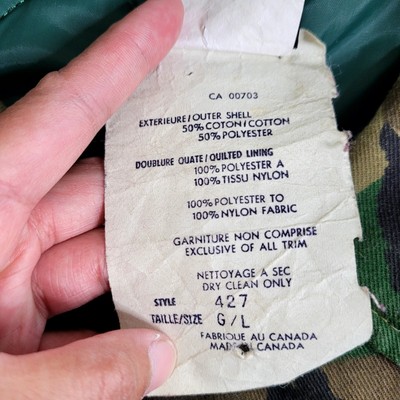 CA 00703
EXTERIEURE/OUTER SHELL
50% COTON/COTTON
50% POLYESTER
DOUBLURE QUATE/QUILTED LINING
100% POLYESTER A
100% TISSU NYLON
100% POLYESTER TO
100% NYLON FABRIC
GARNITURE NON COMPRISE
EXCLUSIVE OF ALL TRIM
NETTOYAGE A SEC
DRY CLEAN ONLY
STYLE 427
TAILLE/SIZE G/L
FABRIQUE AU CANADA
MADE IN CANADA